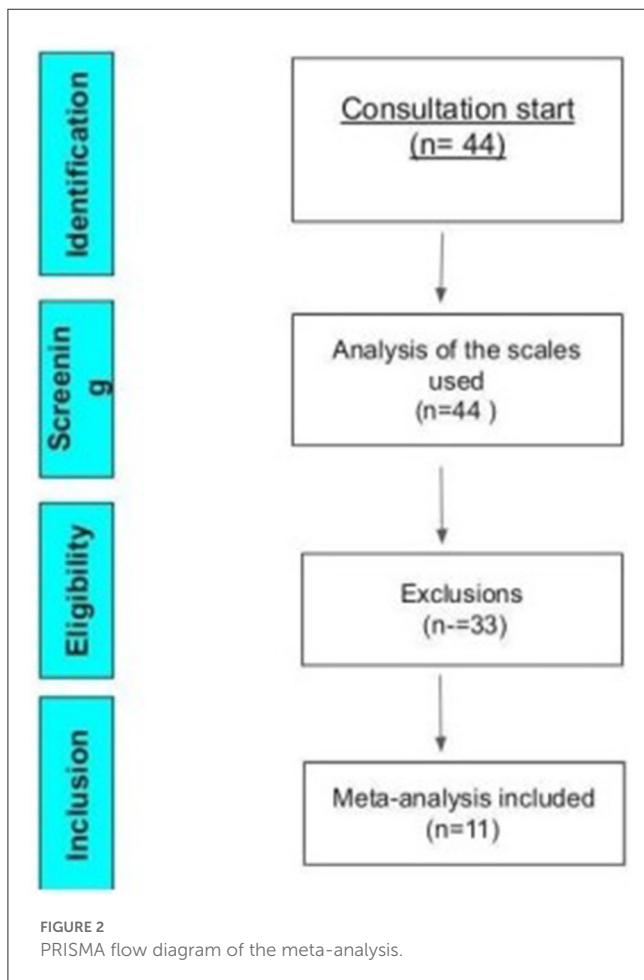 Identification
Consultation start
(n= 44)
Screenin
g
Analysis of the scales
used
(n=44 )
Eligibility
Exclusions
(n-=33)
Inclusion
Meta-analysis included
(n=11)
FIGURE 2
PRISMA flow diagram of the meta-analysis.